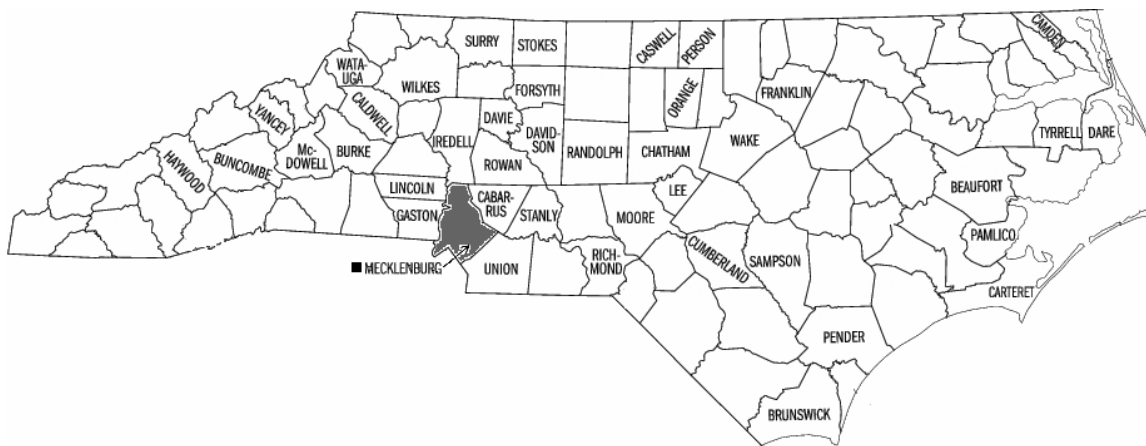 SURRY
STOKES
CASWELL
PERSON
CAMDEN
WATA-
UGA
WILKES
FORSYTH
FRANKLIN
CALDWELL
ORANGE
YANCEY
DAVIE
IREDELL
DAVID-
SON
WAKE
TYRRELL
DARE
Mc-
DOWELL
BURKE
RANDOLPH
CHATHAM
HAYWOOD
BUNCOMBE
ROWAN
LINCOLN
LEE
BEAUFORT
CABAR-
RUS
GASTON
STANLY
MOORE
PAMLICO
CUMBERLAND
SAMPSON
RICH-
MOND
MECKLENBURG
UNION
CARTERET
PENDER
BRUNSWICK